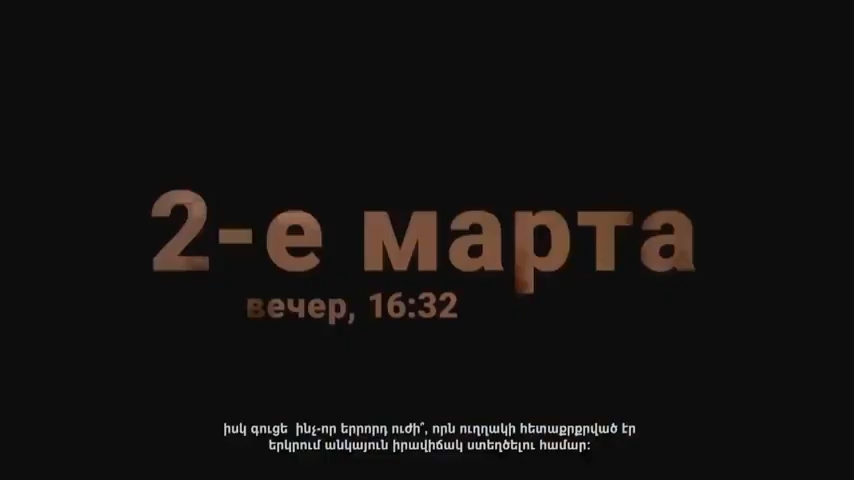 2-е марта
вечер, 16:32
իսկ գուցե ինչ-որ երրորդ ուժի՞, որն ուղղակի հետաքրքրված էր
երկրում անկայուն իրավիճակ ստեղծելու համար: